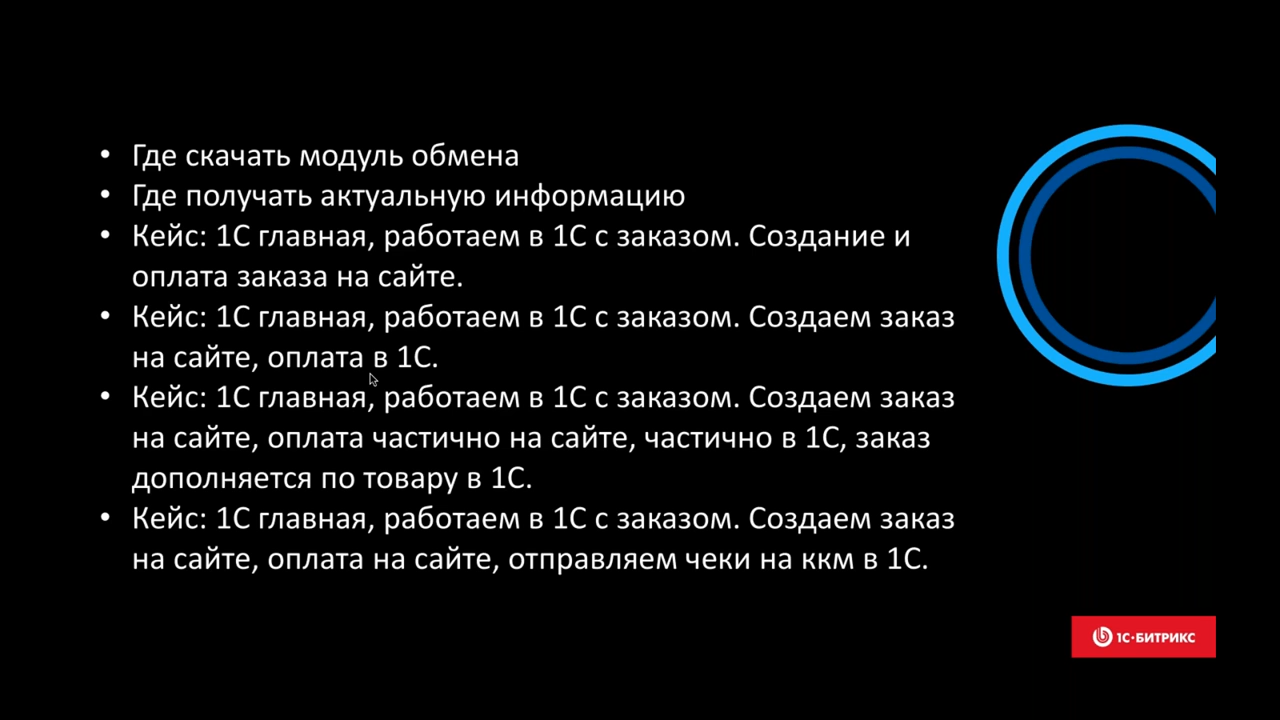 • Где скачать модуль обмена
• Где получать актуальную информацию
• Кейс: 1С главная, работаем в 1С с заказом. Создание и
оплата заказа на сайте.
• Кейс: 1С главная, работаем в 1С с заказом. Создаем заказ
на сайте, оплата в 1С.
• Кейс: 1С главная, работаем в 1С с заказом. Создаем заказ
на сайте, оплата частично на сайте, частично в 1С, заказ
дополняется по товару в 1С.
• Кейс: 1С главная, работаем в 1С с заказом. Создаем заказ
на сайте, оплата на сайте, отправляем чеки на ккм в 1С.
1С·БИТРИКС